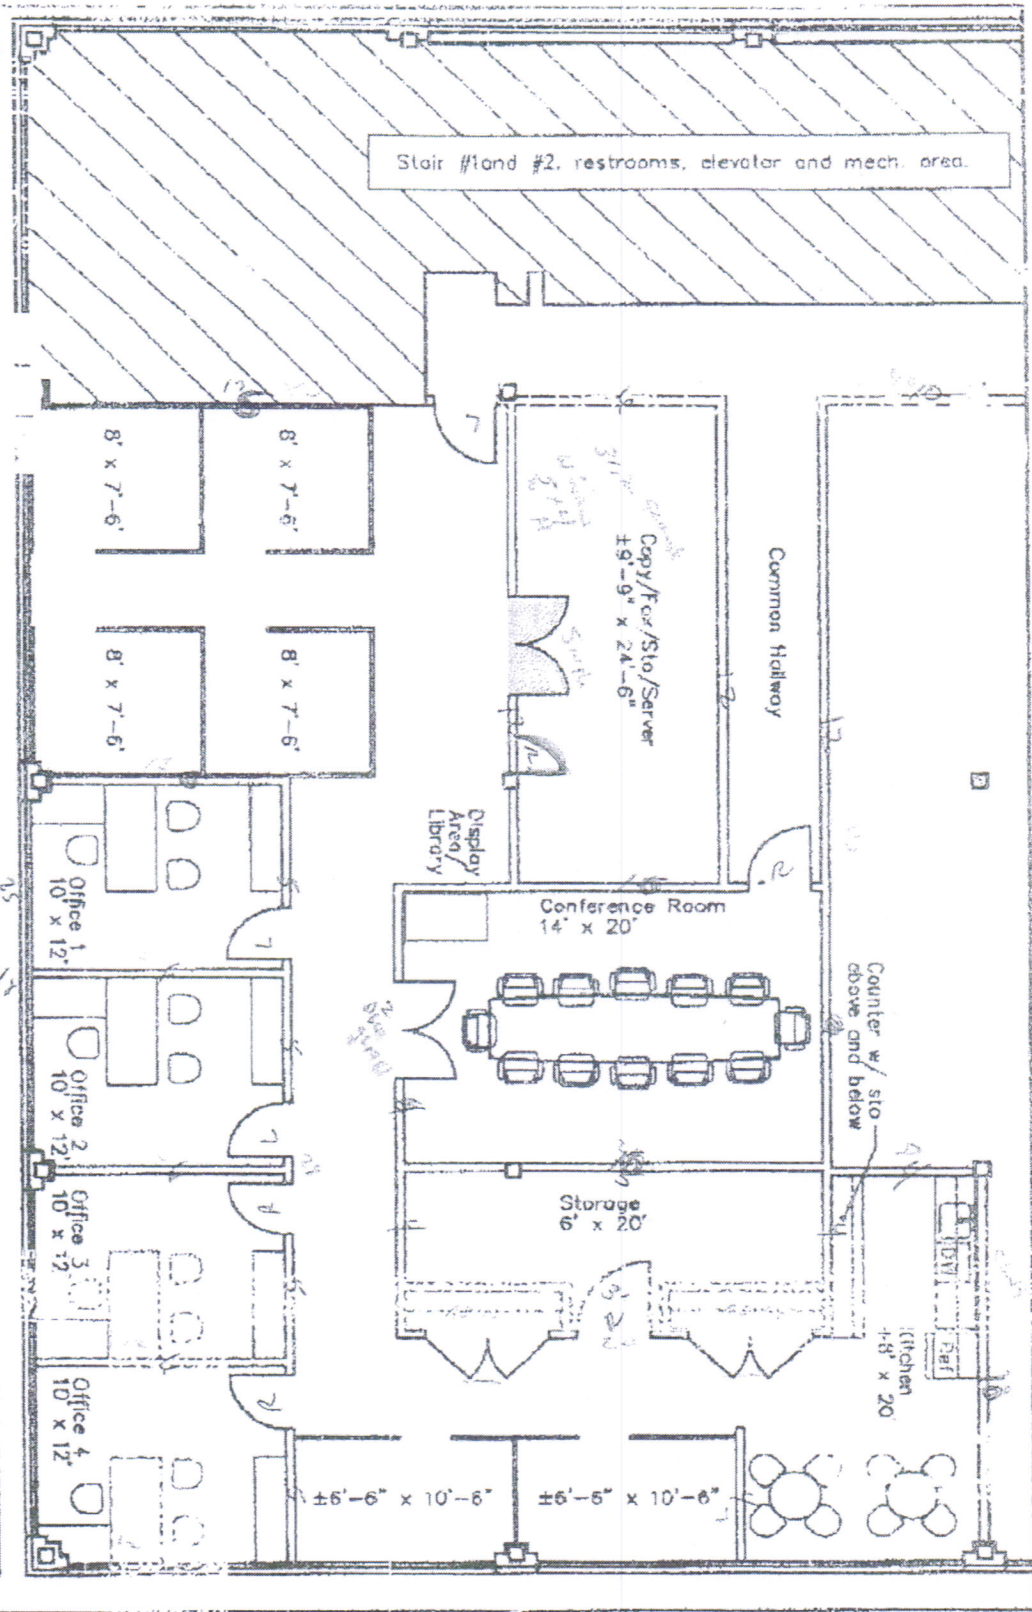 Stair #1and #2, restrooms, elevator and mech. area.
8' x 7'-6"
8' x 7'-6"
8' x 7'-6"
8' x 7'-6"
Copy/Fax/Sto/Server
±9'-9" x 24'-6"
Common Hallway
Display
Area/
Library
Conference Room
14' x 20'
Counter w/ sto
above and below
Office 1
10' x 12'
Office 2
10' x 12'
Office 3
10' x 12'
Office 4
10' x 12'
Storage
6' x 20'
DW
Ref
Kitchen
±8' x 20'
±6'-6" x 10'-6"
±6'-6" x 10'-6"